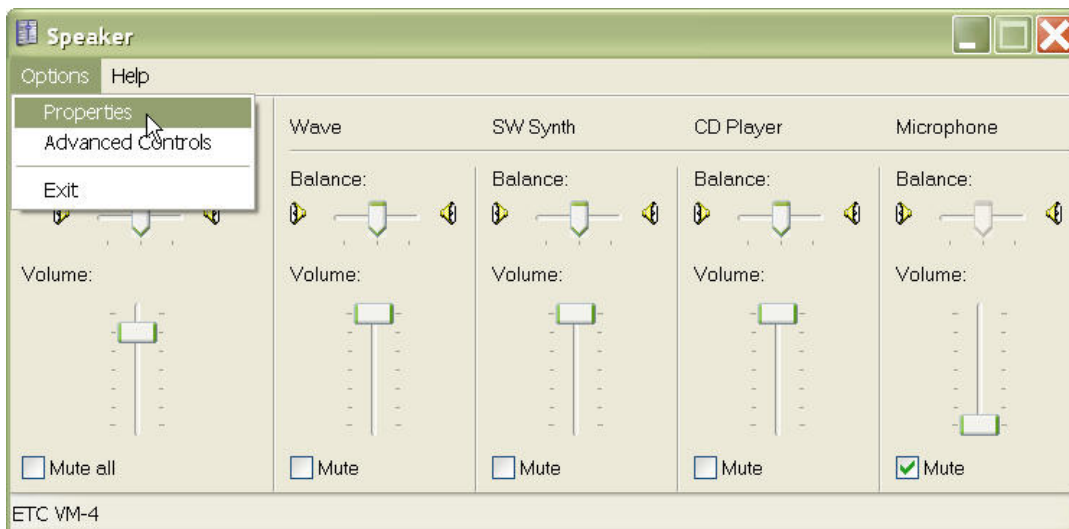 Speaker
Options Help
Properties
Advanced Controls
Exit
Wave SW Synth CD Player Microphone
Balance: Balance: Balance: Balance:
Volume: Volume: Volume: Volume: Volume:
Mute all Mute Mute Mute Mute
ETC VM-4